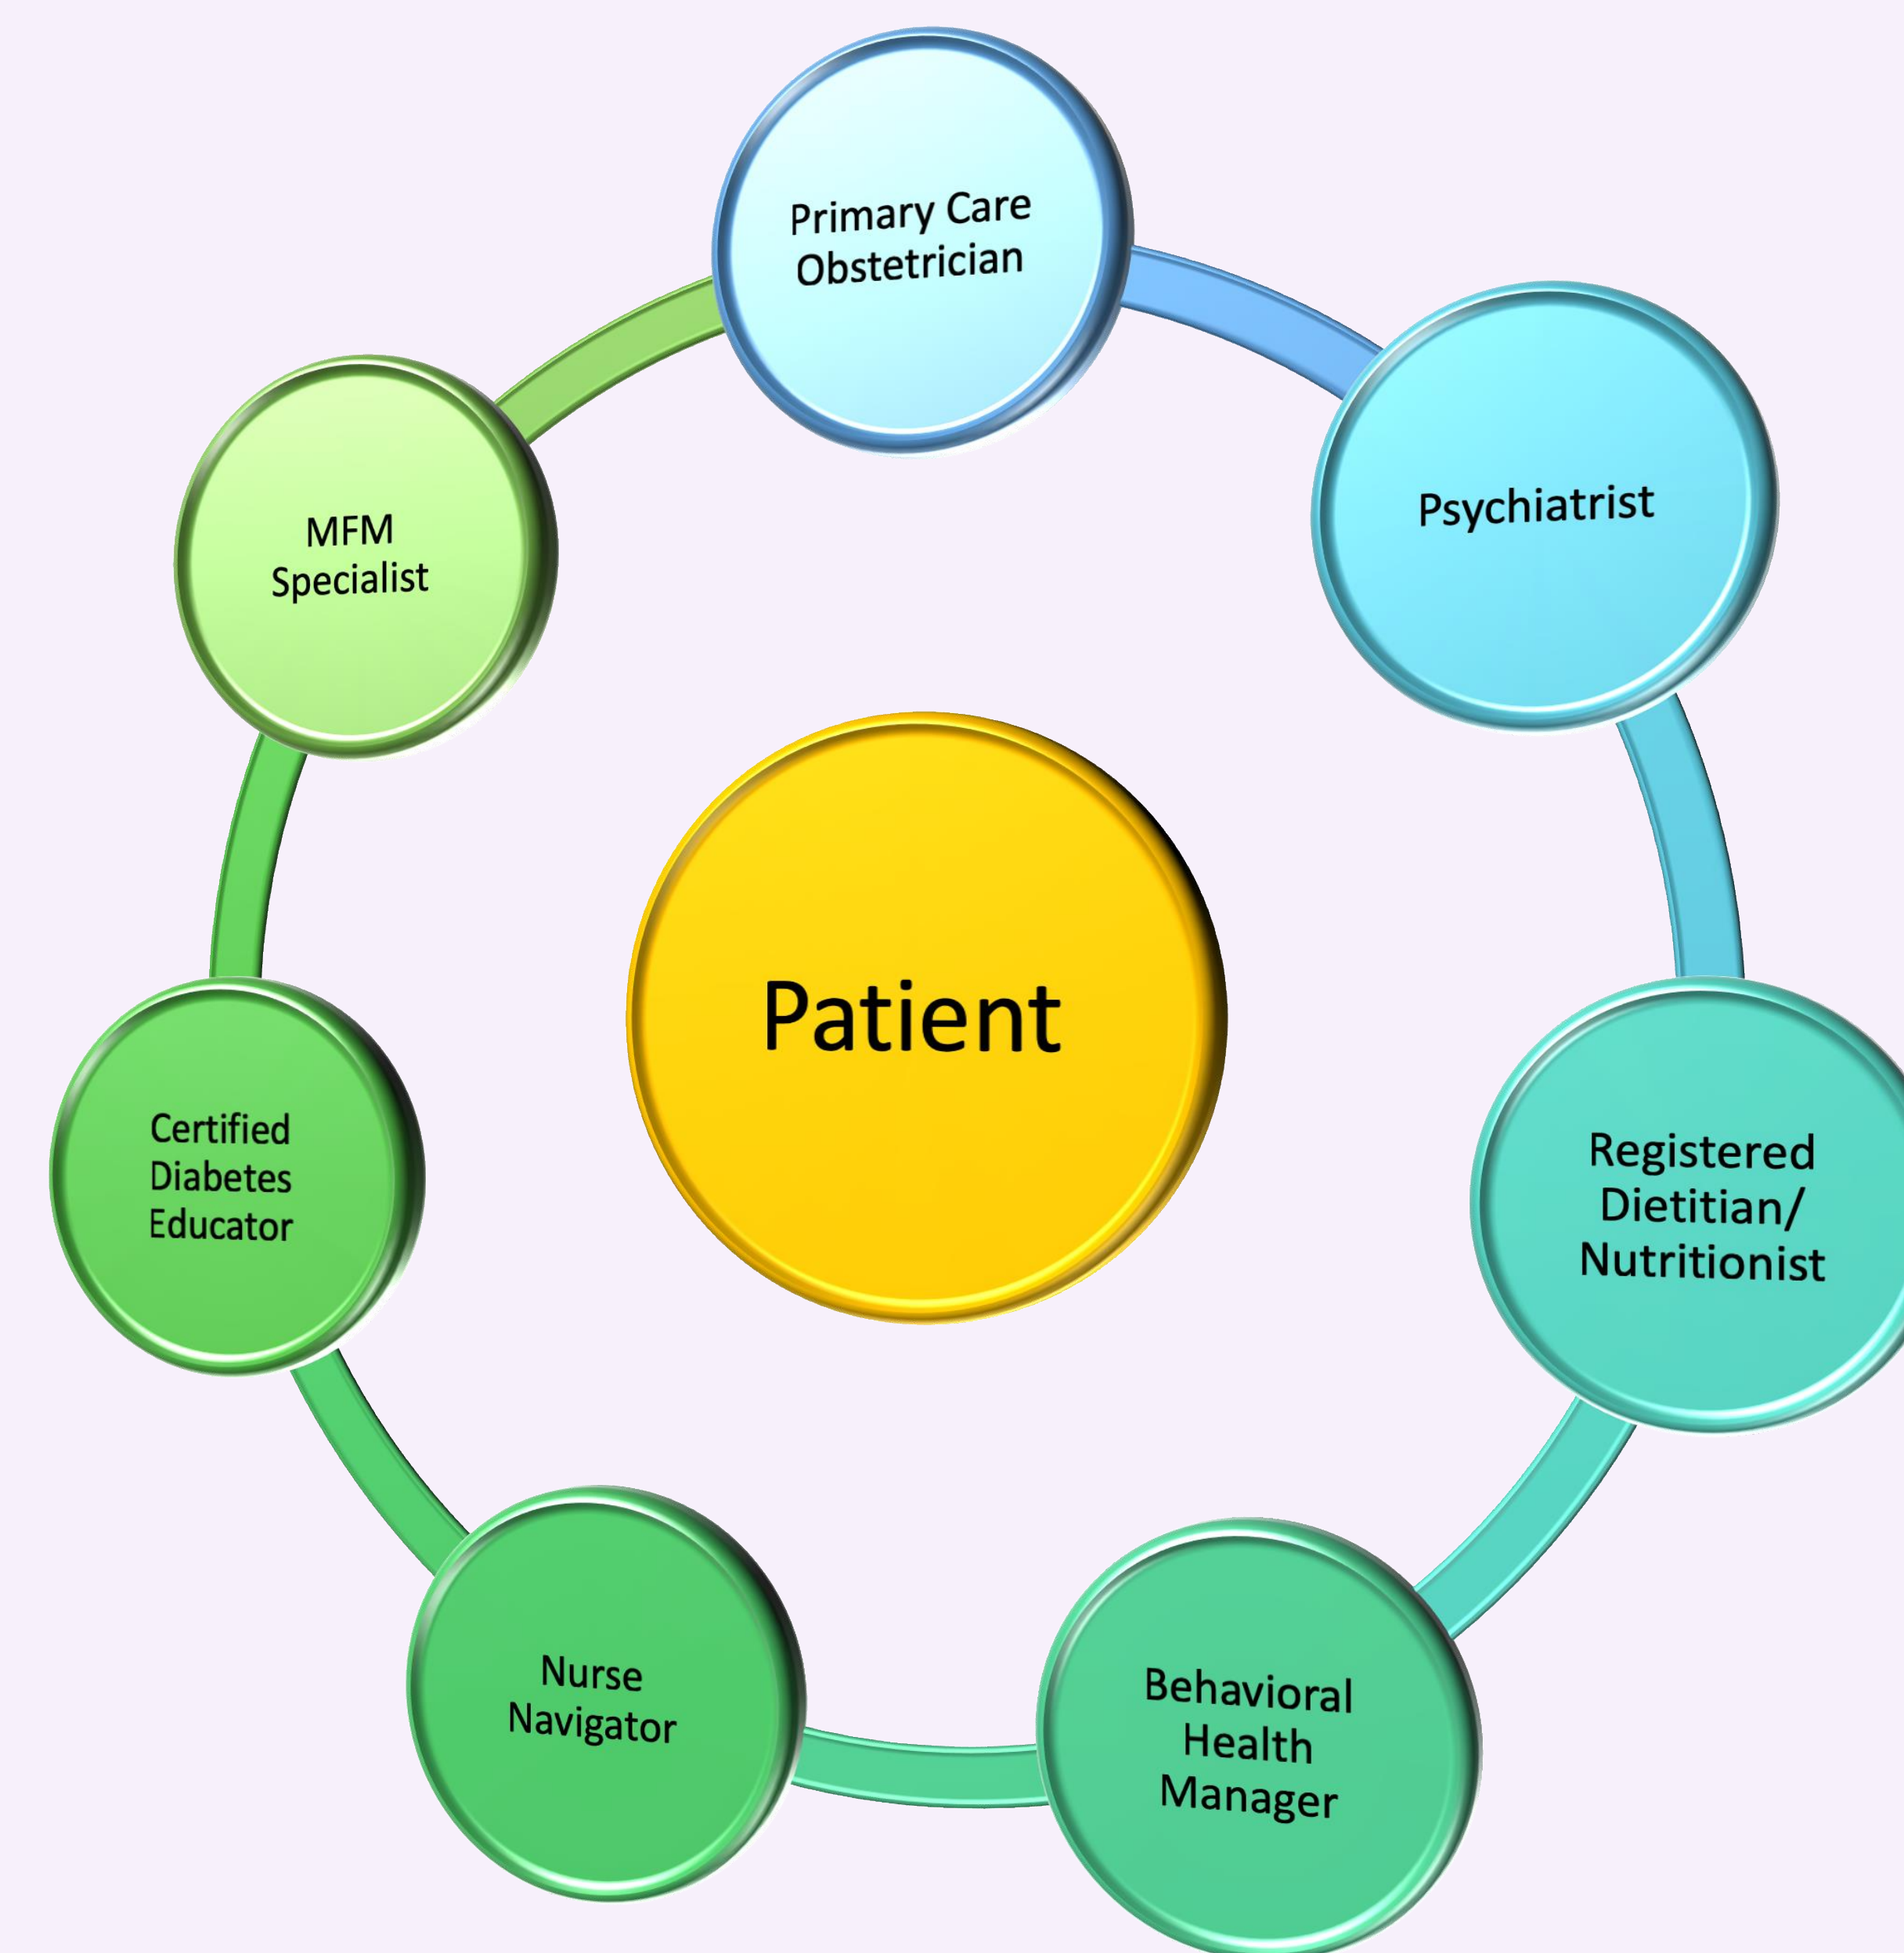 Primary Care
Obstetrician
Psychiatrist
MFM
Specialist
Patient
Certified
Diabetes
Educator
Registered
Dietitian/
Nutritionist
Nurse
Navigator
Behavioral
Health
Manager